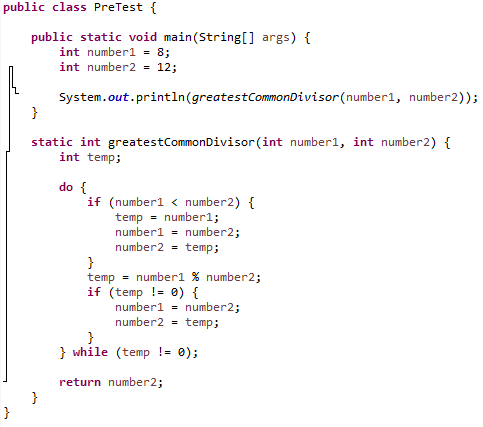 public class PreTest {
public static void main(String[] args) {
int number1 = 8;
int number2 = 12;
System.out.println(greatestCommonDivisor(number1, number2));
}
static int greatestCommonDivisor(int number1, int number2) {
int temp;
do {
if (number1 < number2) {
temp = number1;
number1 = number2;
number2 = temp;
}
temp = number1 % number2;
if (temp != 0) {
number1 = number2;
number2 = temp;
}
} while (temp != 0);
return number2;
}
}